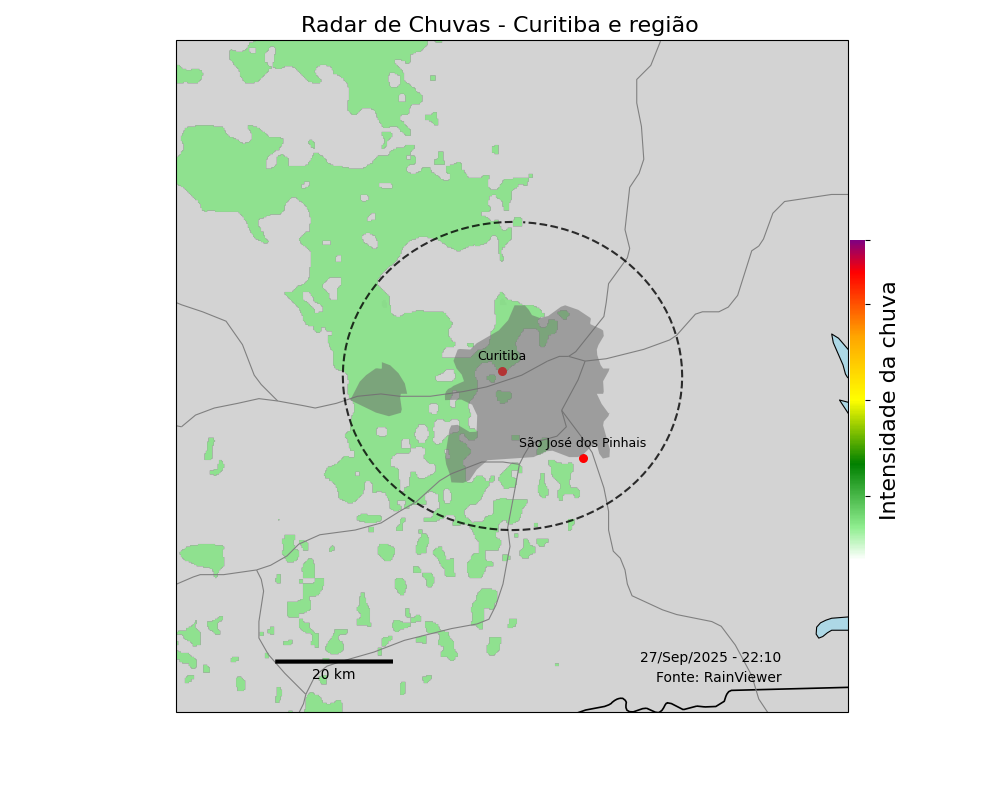 Radar de Chuvas - Curitiba e região
Curitiba
São José dos Pinhais
Intensidade da chuva
27/Sep/2025 - 22:10
Fonte: RainViewer
20 km